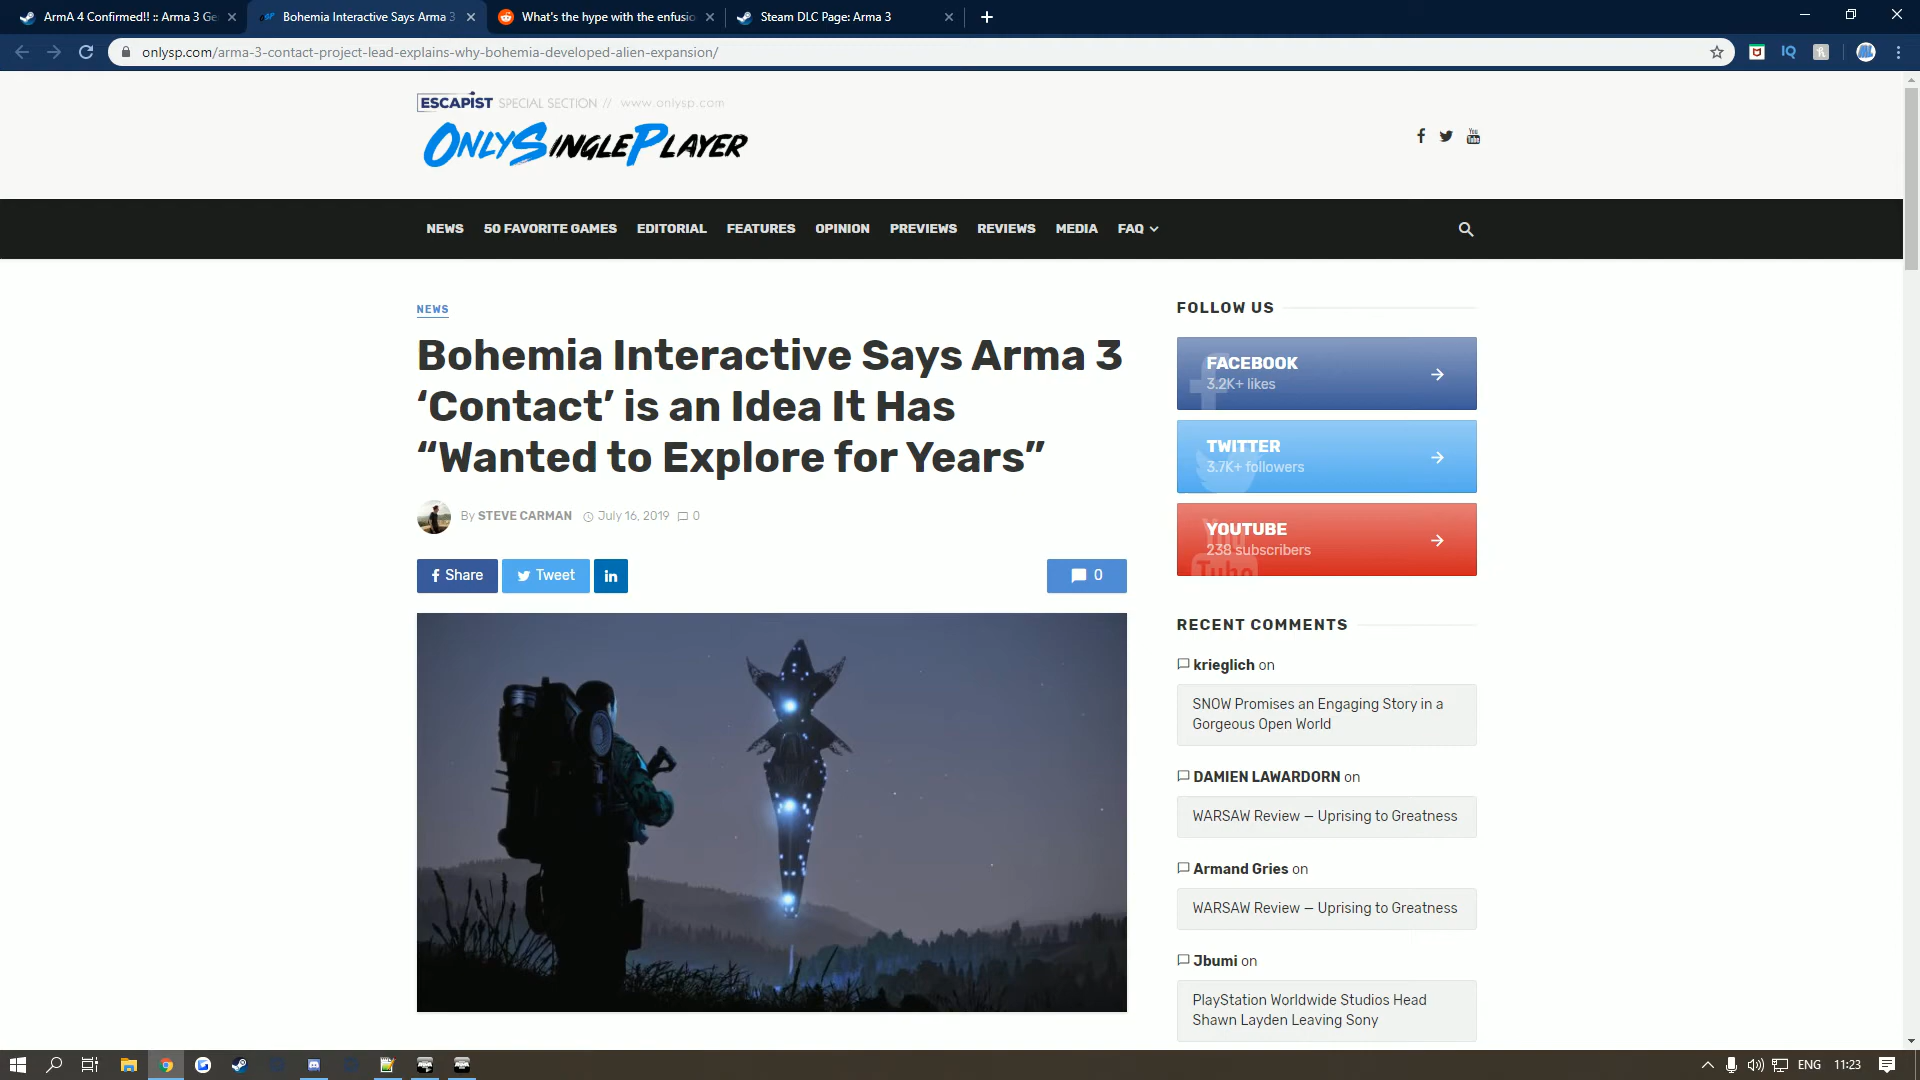 ArmA 4 Confirmed!! :: Arma 3 Ge
Bohemia Interactive Says Arma 3
What's the hype with the enfusio
Steam DLC Page: Arma 3
onlysp.com/arma-3-contact-project-lead-explains-why-bohemia-developed-alien-expansion/
IQ
ESCAPIST SPECIAL SECTION // www.onlysp.com
ONLYSINGLEPLAYER
You
Tube
NEWS 50 FAVORITE GAMES EDITORIAL FEATURES OPINION PREVIEWS REVIEWS MEDIA FAQ
NEWS
Bohemia Interactive Says Arma 3
‘Contact’ is an Idea It Has
“Wanted to Explore for Years”
By STEVE CARMAN July 16, 2019 0
Share Tweet in 0
FOLLOW US
FACEBOOK
3.2K+ likes
TWITTER
3.7K+ followers
YOUTUBE
238 subscribers
You
Tube
RECENT COMMENTS
krieglich on
SNOW Promises an Engaging Story in a
Gorgeous Open World
DAMIEN LAWARDORN on
WARSAW Review – Uprising to Greatness
Armand Gries on
WARSAW Review – Uprising to Greatness
Jbumi on
PlayStation Worldwide Studios Head
Shawn Layden Leaving Sony
ENG 11:23